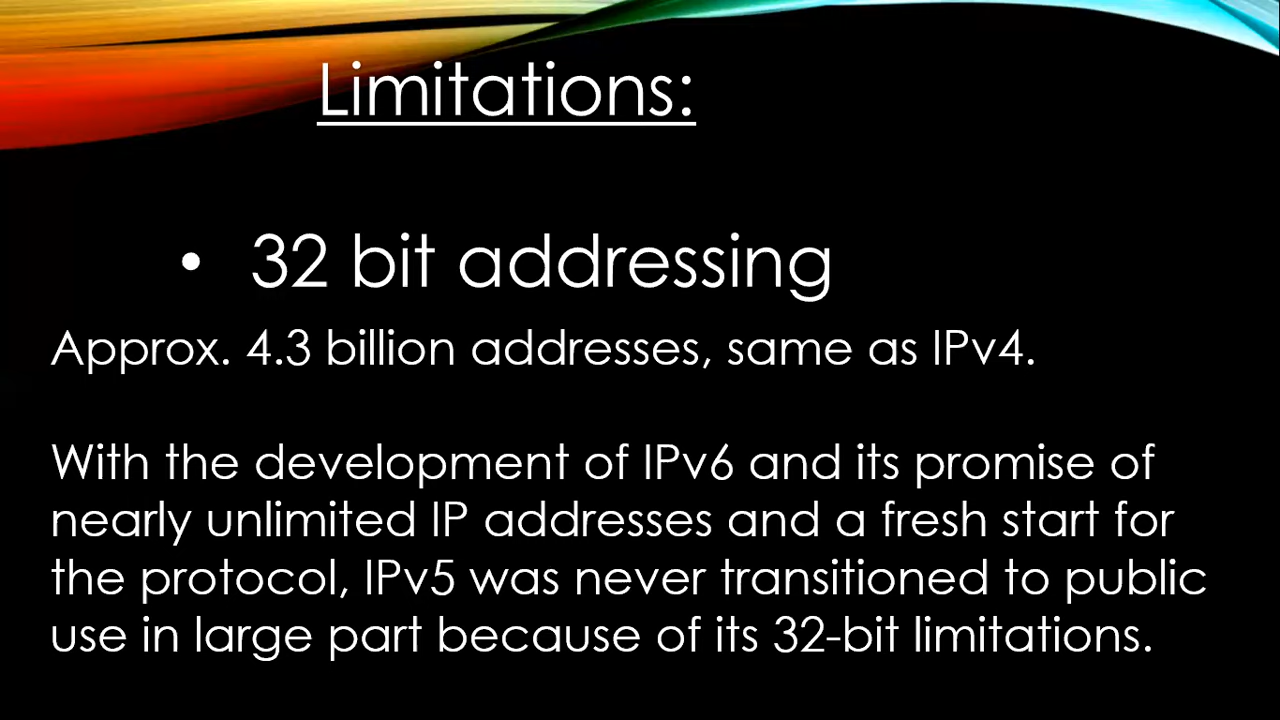 Limitations:
• 32 bit addressing
Approx. 4.3 billion addresses, same as IPv4.
With the development of IPv6 and its promise of
nearly unlimited IP addresses and a fresh start for
the protocol, IPv5 was never transitioned to public
use in large part because of its 32-bit limitations.